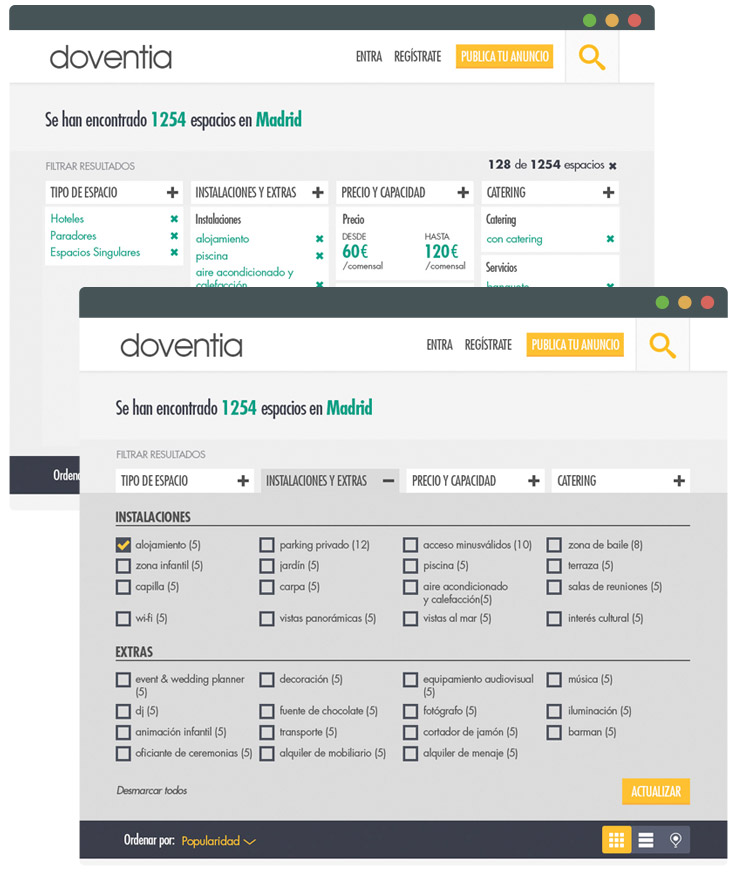 doventia
ENTRA REGÍSTRATE PUBLICA TU ANUNCIO
Se han encontrado 1254 espacios en Madrid
FILTRAR RESULTADOS
128 de 1254 espacios ×
TIPO DE ESPACIO +
Hoteles ×
Paradores ×
Espacios Singulares ×
INSTALACIONES Y EXTRAS +
Instalaciones
alojamiento ×
piscina ×
aire acondicionado y
calefacción ×
PRECIO Y CAPACIDAD +
Precio
DESDE HASTA
60€ 120€
/comensal /comensal
CATERING +
Catering
con catering ×
Servicios
banquete ×
Ordena
doventia
ENTRA REGÍSTRATE PUBLICA TU ANUNCIO
Se han encontrado 1254 espacios en Madrid
FILTRAR RESULTADOS
TIPO DE ESPACIO + INSTALACIONES Y EXTRAS − PRECIO Y CAPACIDAD + CATERING +
INSTALACIONES
alojamiento (5) parking privado (12) acceso minusválidos (10) zona de baile (8)
zona infantil (5) jardín (5) piscina (5) terraza (5)
capilla (5) carpa (5) aire acondicionado salas de reuniones (5)
y calefacción(5)
wi-fi (5) vistas panorámicas (5) vistas al mar (5) interés cultural (5)
EXTRAS
event & wedding planner decoración (5) equipamiento audiovisual música (5)
(5) (5)
dj (5) fuente de chocolate (5) fotógrafo (5) iluminación (5)
animación infantil (5) transporte (5) cortador de jamón (5) barman (5)
oficiante de ceremonias (5) alquiler de mobiliario (5) alquiler de menaje (5)
Desmarcar todos
ACTUALIZAR
Ordenar por: Popularidad